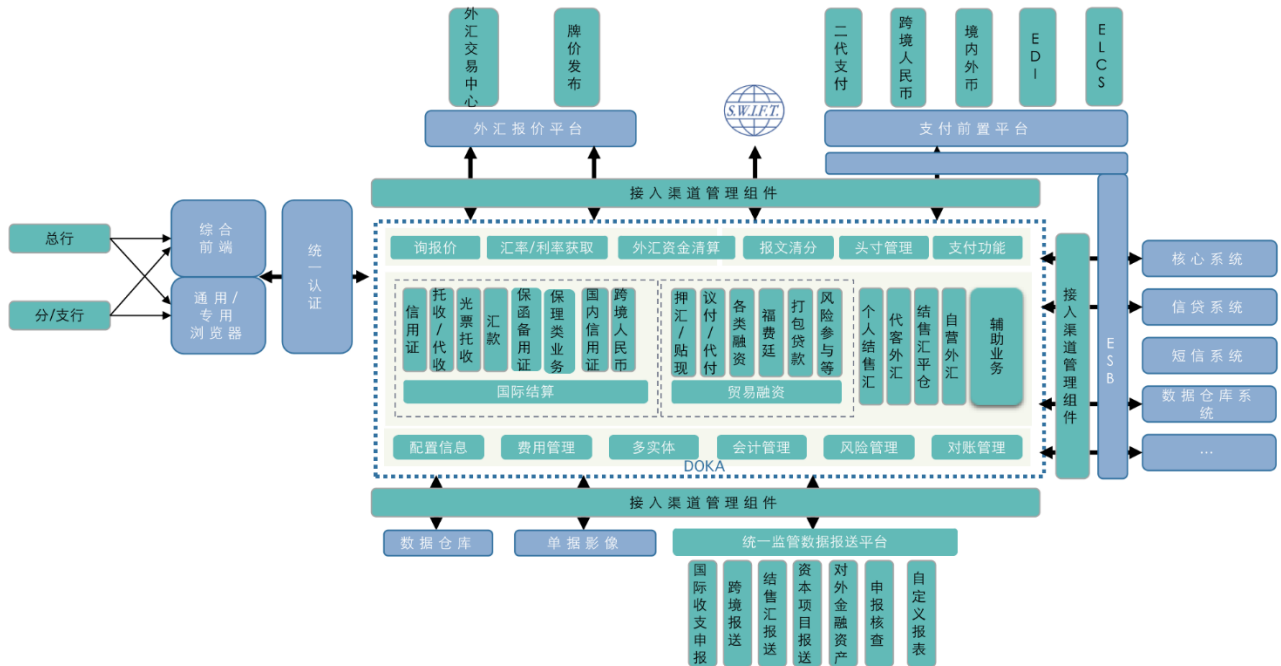 外汇交易中心
牌价发布
二代支付
跨境人民币
境内外币
EDI
ELCS
外汇报价平台
S.W.I.F.T.
支付前置平台
接入渠道管理组件
总行
分/支行
综合
前端
通用/
专用
浏览器
统一认证
询报价
汇率/利率获取
外汇资金清算
报文清分
头寸管理
支付功能
信用证
托收/代收
光票托收
汇款
保函备用证
保理类业务
国内信用证
跨境人民币
国际结算
押汇/贴现
议付/代付
各类融资
福费廷
打包贷款
风险参与等
贸易融资
个人结售汇
代客外汇
结售汇平仓
自营外汇
辅助业务
配置信息
费用管理
多实体
会计管理
风险管理
对账管理
DOKA
接入渠道管理组件
ESB
核心系统
信贷系统
短信系统
数据仓库系
统
...
接入渠道管理组件
数据仓库
单据影像
统一监管数据报送平台
国际收支申报
跨境报送
结售汇报送
资本项目报送
对外金融资产
申报核查
自定义报表